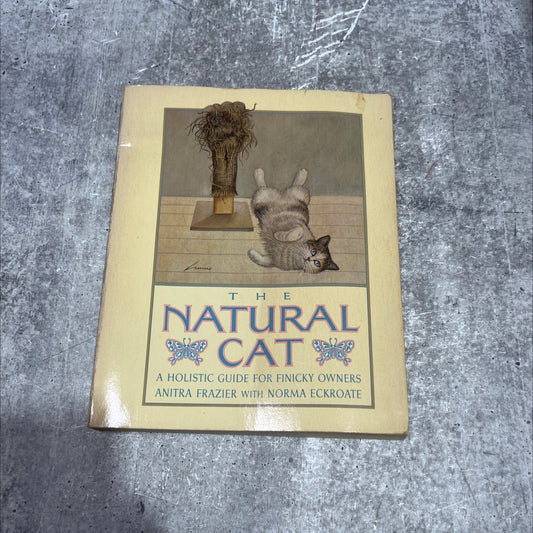 THE
NATURAL
CAT
A HOLISTIC GUIDE FOR FINICKY OWNERS
ANITRA FRAZIER WITH NORMA ECKROATE